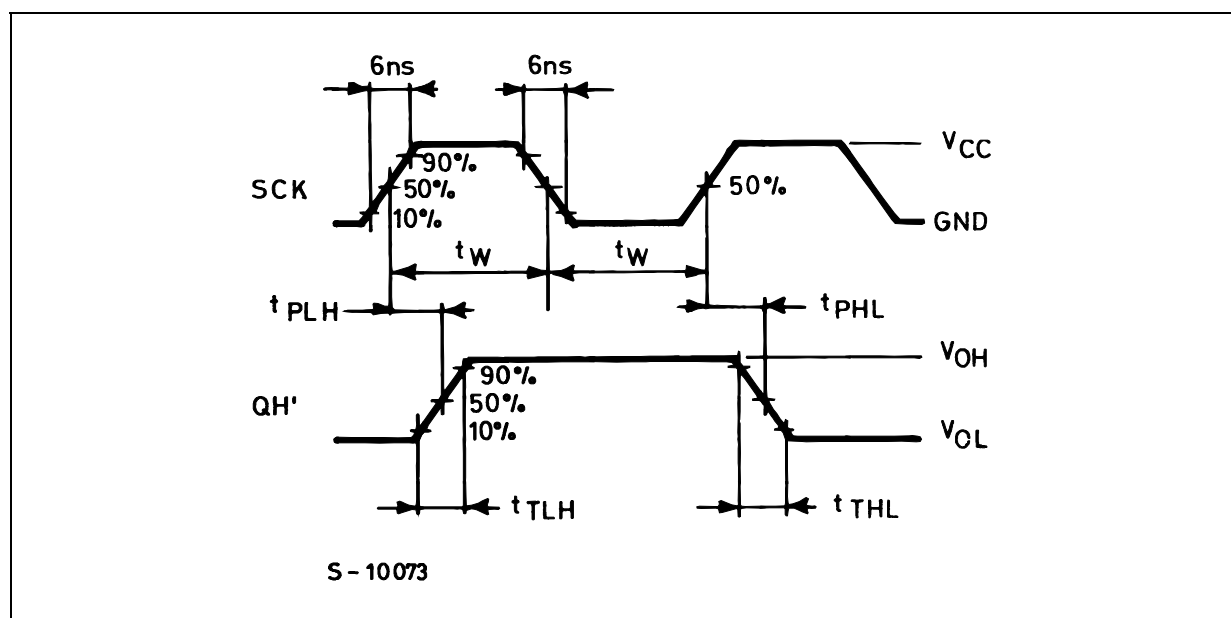 6ns 6ns
VCC
90%
SCK 50% 50%
10%
GND
tW tW
tPLH tPHL
VOH
90%
QH' 50%
10%
VOL
tTLH tTHL
S-10073